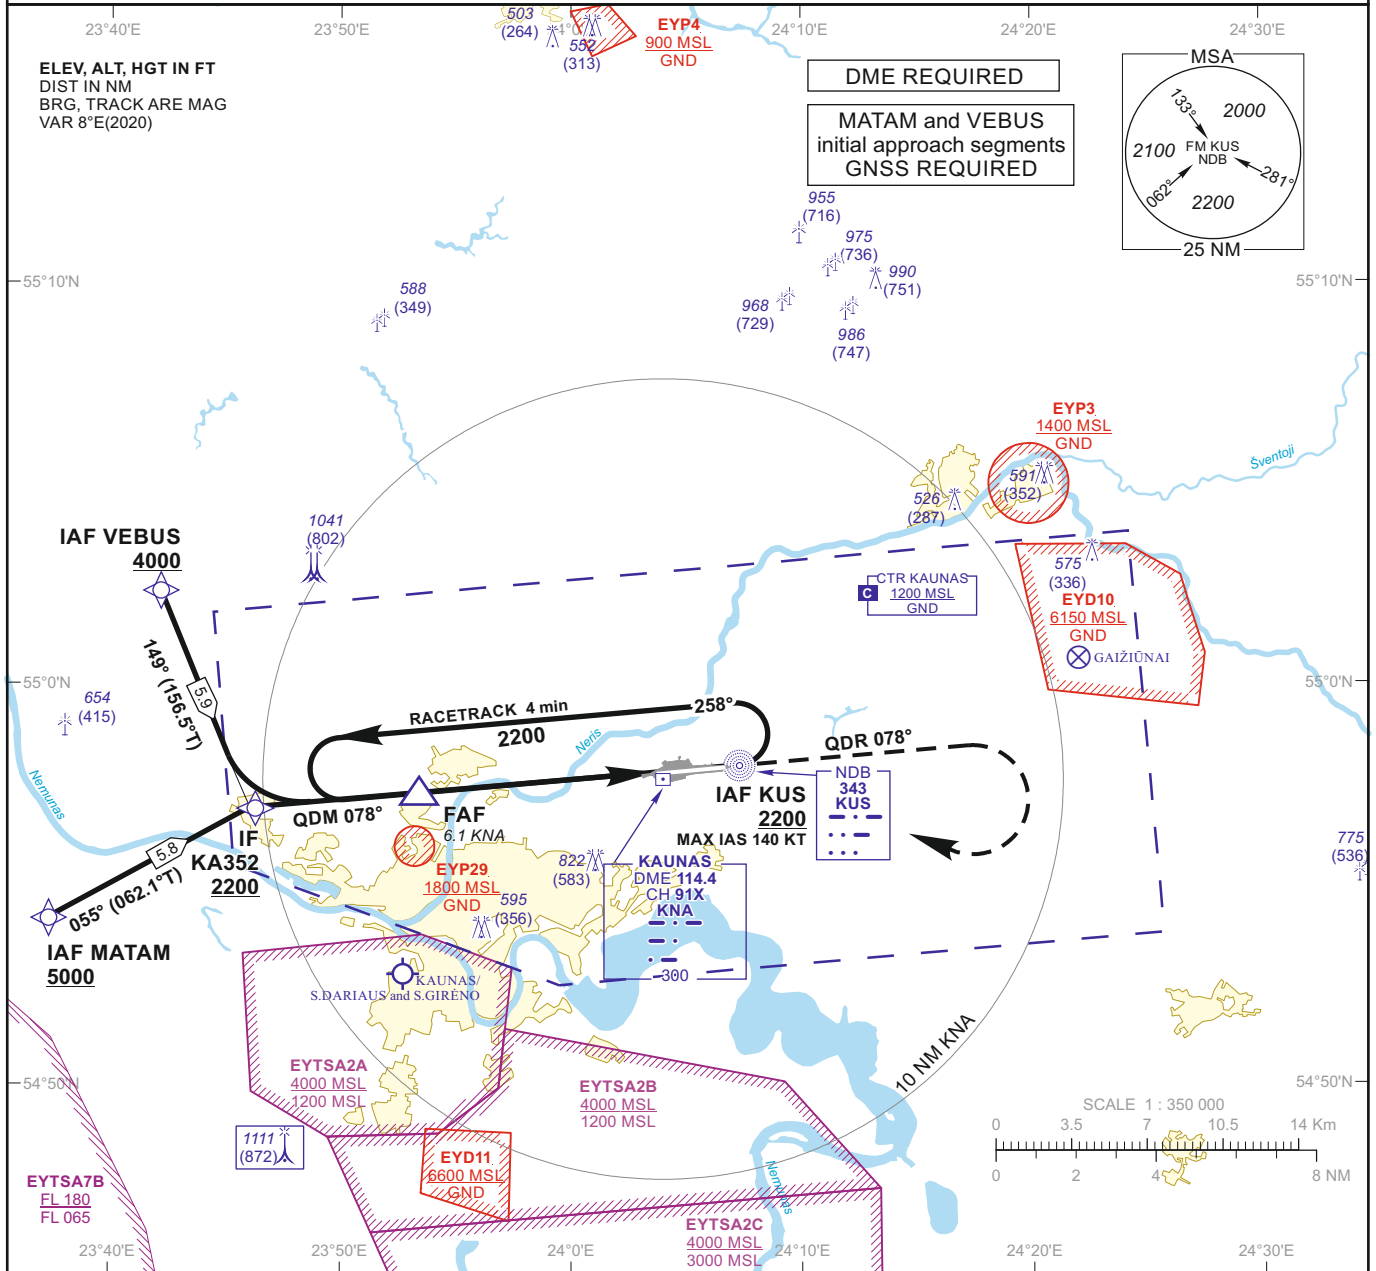 23°40'E
23°50'E
24°0'E
24°10'E
24°20'E
24°30'E
503
(264)
552
(313)
EYP4
900 MSL
GND
ELEV, ALT, HGT IN FT
DIST IN NM
BRG, TRACK ARE MAG
VAR 8°E(2020)
DME REQUIRED
MATAM and VEBUS
initial approach segments
GNSS REQUIRED
MSA
133°
2000
2100
FM KUS
NDB
062°
281°
2200
25 NM
955
(716)
975
(736)
990
(751)
968
(729)
986
(747)
55°10'N
55°10'N
588
(349)
EYP3
1400 MSL
GND
591
(352)
526
(287)
Šventoji
IAF VEBUS
4000
1041
(802)
575
(336)
CTR KAUNAS
C
1200 MSL
GND
EYD10
6150 MSL
GND
GAIŽIŪNAI
149° (156.5°T)
5.9
55°0'N
55°0'N
654
(415)
RACETRACK 4 min
2200
258°
Neris
Nemunas
QDR 078°
QDM 078°
IAF KUS
2200
MAX IAS 140 KT
NDB
343
KUS
FAF
6.1 KNA
IF
KA352
2200
5.8
055° (062.1°T)
IAF MATAM
5000
EYP29
1800 MSL
GND
822
(583)
595
(356)
KAUNAS
DME 114.4
CH 91X
KNA
300
775
(536)
KAUNAS/
S.DARIAUS and S.GIRĖNO
10 NM KNA
54°50'N
54°50'N
EYTSA2A
4000 MSL
1200 MSL
EYTSA2B
4000 MSL
1200 MSL
SCALE 1 : 350 000
0 3.5 7 10.5 14 Km
0 2 4 8 NM
1111
(872)
EYD11
6600 MSL
GND
Nemunas
EYTSA7B
FL 180
FL 065
EYTSA2C
4000 MSL
3000 MSL
23°40'E
23°50'E
24°0'E
24°10'E
24°20'E
24°30'E